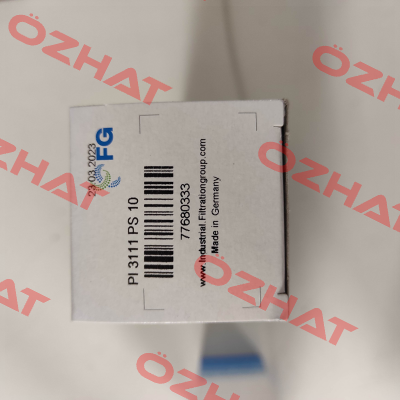 23.03.2023
FG
PI 3111 PS 10
77680333
www.Industrial.Filtrationgroup.com
Made in Germany
ÖZHAT
ÖZHAT
ÖZHAT
ÖZHAT
ÖZHAT
ÖZHAT